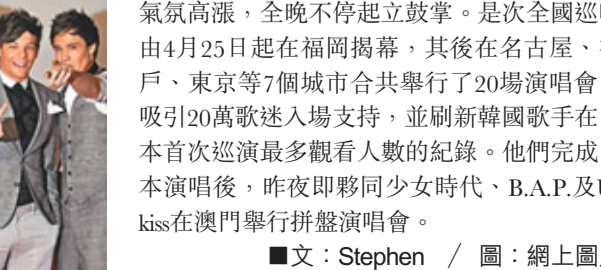 氣氛高漲，全晚不停起立鼓掌。是次全國巡
由4月25日起在福岡揭幕，其後在名古屋、
戶、東京等7個城市合共舉行了20場演唱會
吸引20萬歌迷入場支持，並刷新韓國歌手在
本首次巡演最多觀看人數的紀錄。他們完成
本演唱後，昨夜即夥同少女時代、B.A.P.及
kiss在澳門舉行拼盤演唱會。
■文：Stephen ／ 圖：網上圖